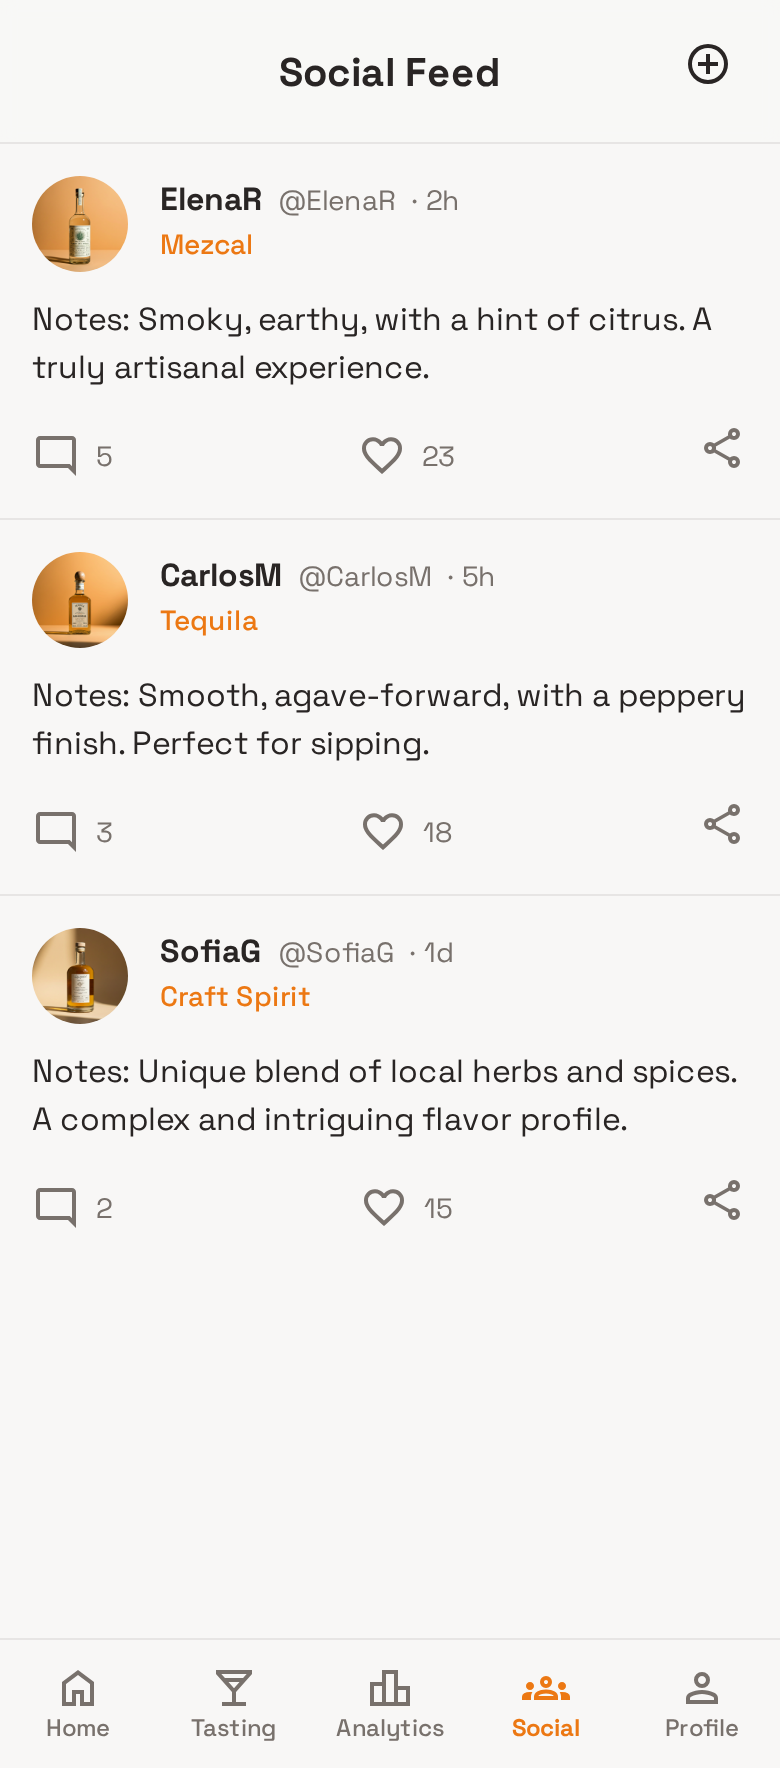 Social Feed
ElenaR @ElenaR · 2h
Mezcal
Notes: Smoky, earthy, with a hint of citrus. A
truly artisanal experience.
5 23
CarlosM @CarlosM · 5h
Tequila
Notes: Smooth, agave-forward, with a peppery
finish. Perfect for sipping.
3 18
SofiaG @SofiaG · 1d
Craft Spirit
Notes: Unique blend of local herbs and spices.
A complex and intriguing flavor profile.
2 15
Home Tasting Analytics Social Profile